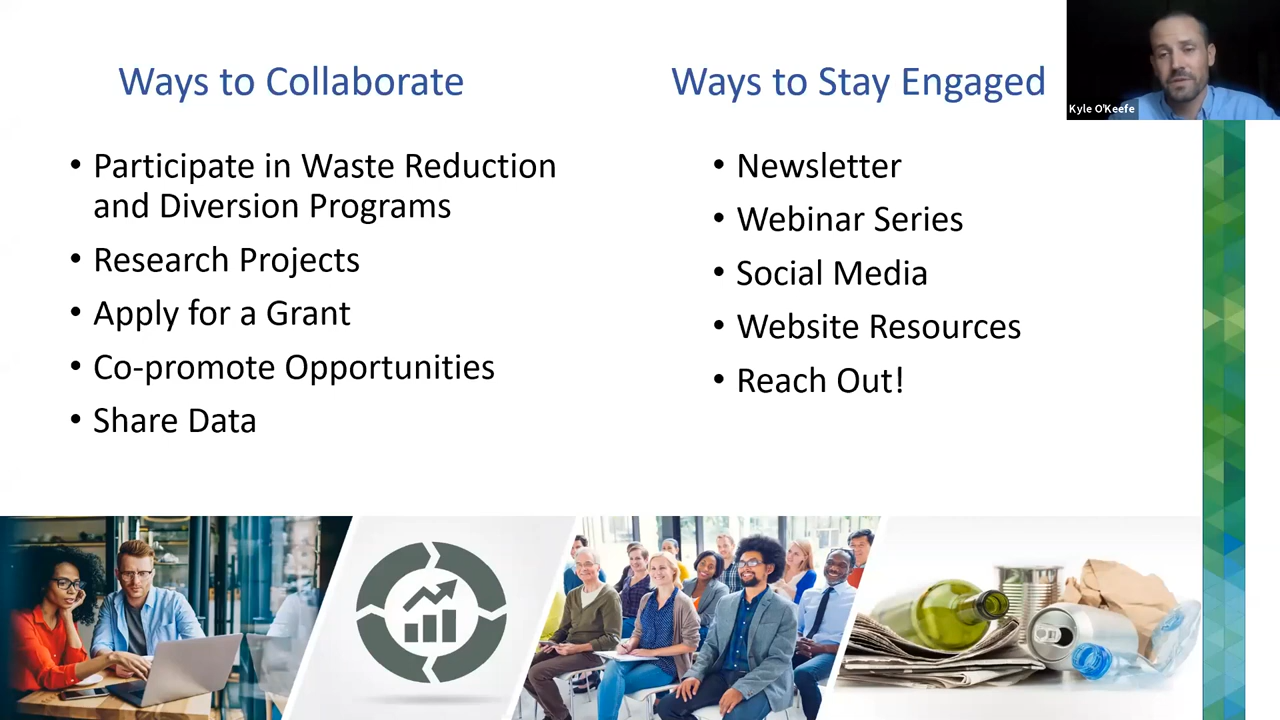 Ways to Collaborate
• Participate in Waste Reduction
and Diversion Programs
• Research Projects
• Apply for a Grant
• Co-promote Opportunities
• Share Data
Ways to Stay Engaged
• Newsletter
• Webinar Series
• Social Media
• Website Resources
• Reach Out!
Kyle O'Keefe